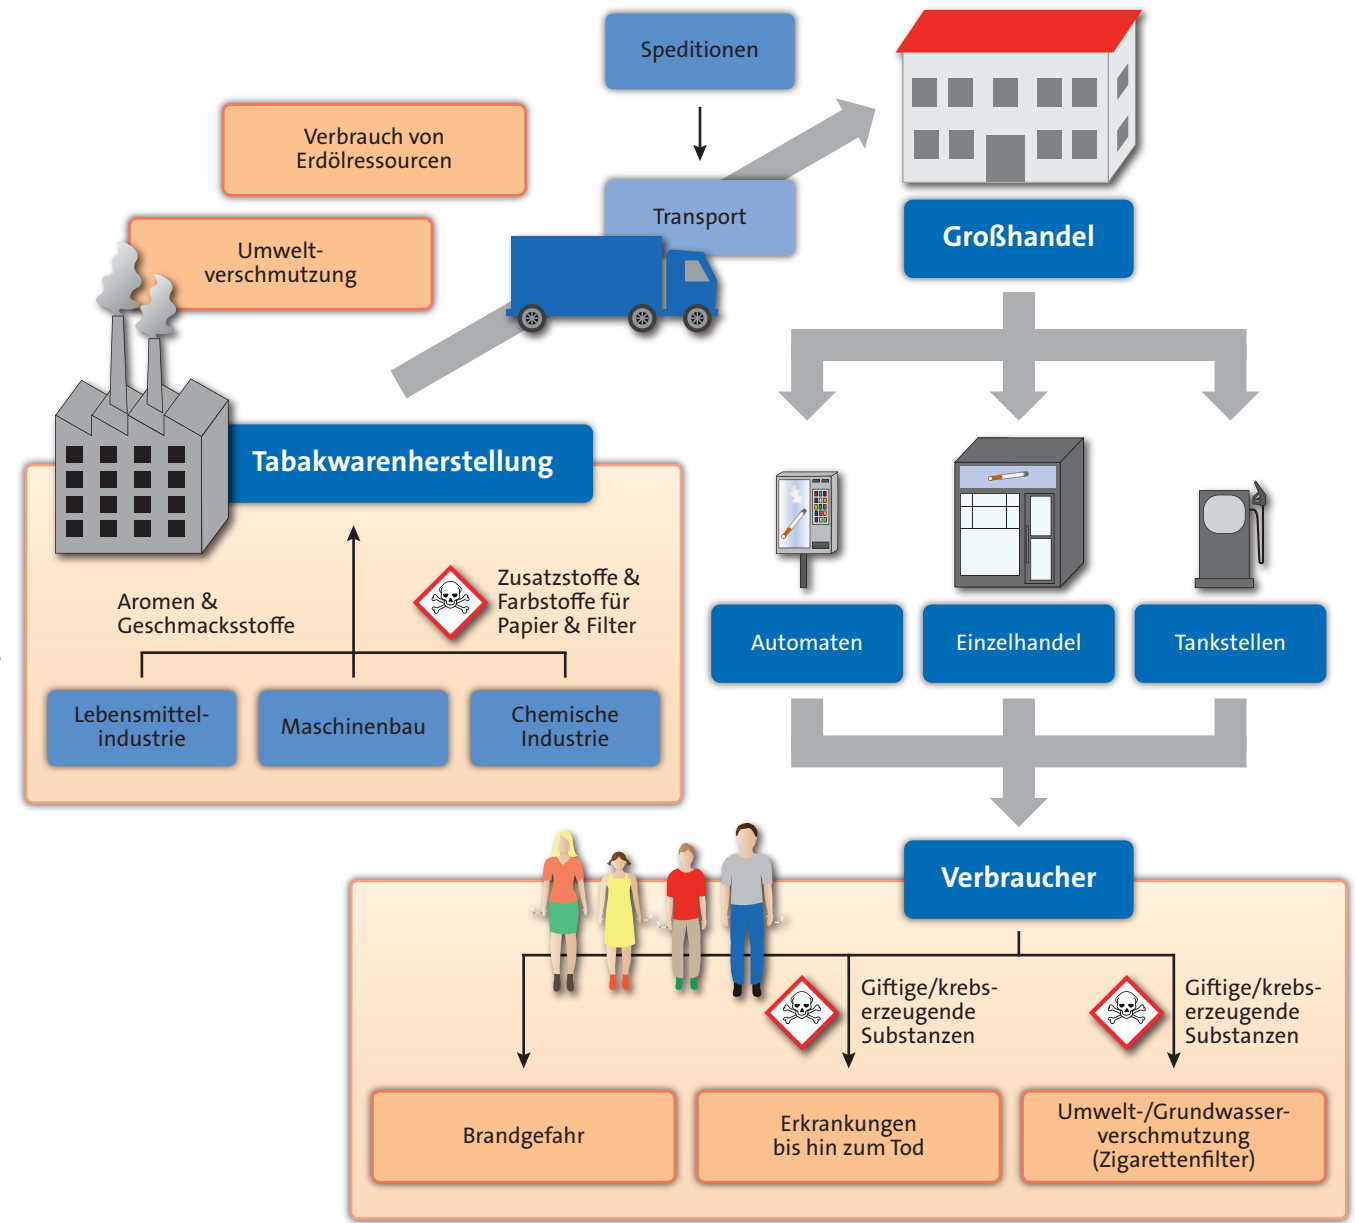 Speditionen
Verbrauch von
Erdölressourcen
Transport
Umwelt-
verschmutzung
Großhandel
Tabakwarenherstellung
Aromen &
Geschmacksstoffe
Zusatzstoffe &
Farbstoffe für
Papier & Filter
Lebensmittel-
industrie
Maschinenbau
Chemische
Industrie
Automaten
Einzelhandel
Tankstellen
Verbraucher
Giftige/krebs-
erzeugende
Substanzen
Giftige/krebs-
erzeugende
Substanzen
Brandgefahr
Erkrankungen
bis hin zum Tod
Umwelt-/Grundwasser-
verschmutzung
(Zigarettenfilter)